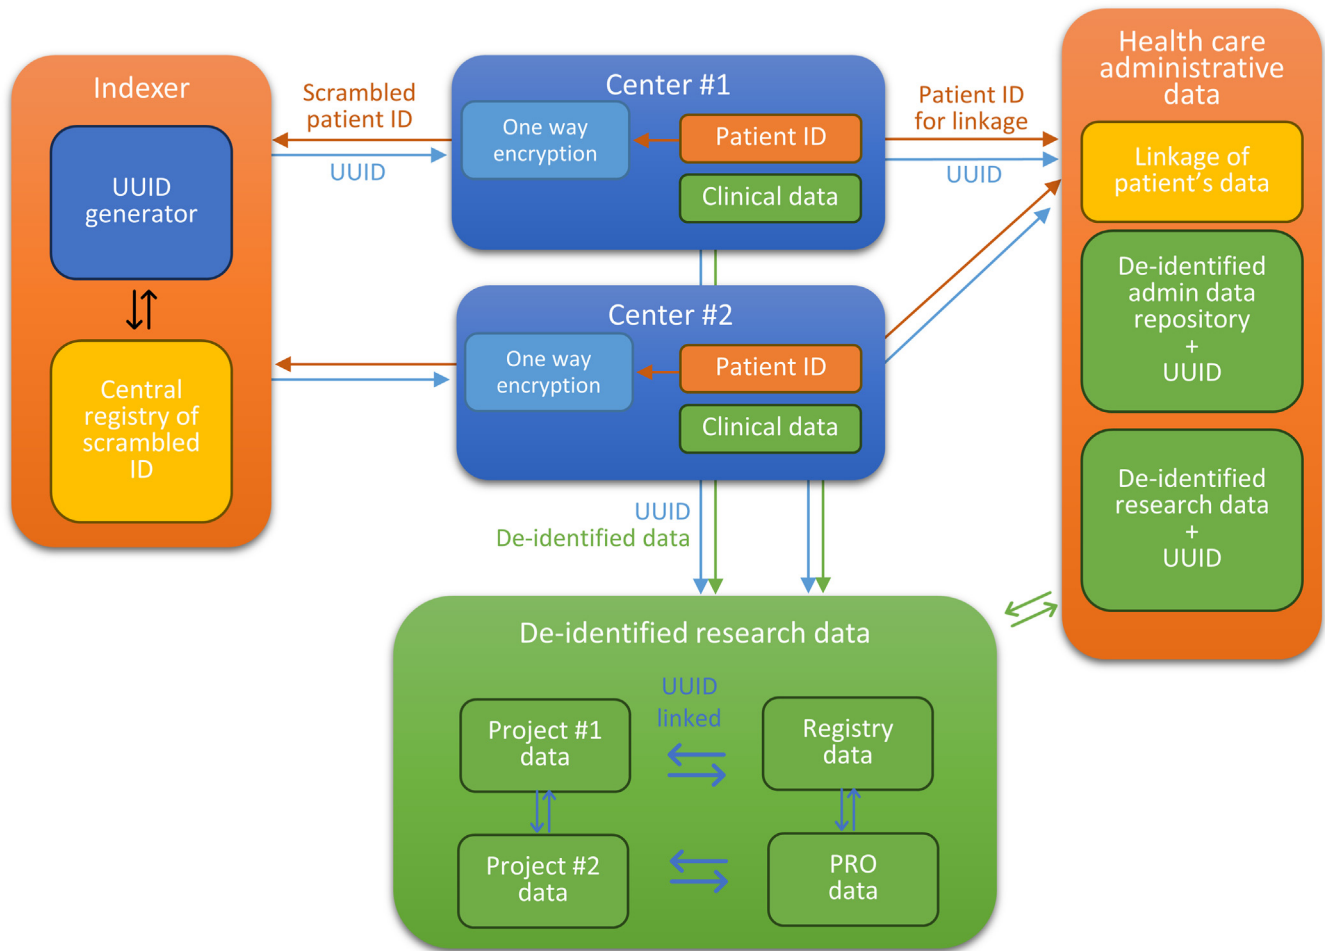 Indexer
UUID
generator
Central
registry of
scrambled
ID
Scrambled
patient ID
UUID
Center #1
One way
encryption
Patient ID
Clinical data
Center #2
One way
encryption
Patient ID
Clinical data
Patient ID
for linkage
UUID
Health care
administrative
data
Linkage of
patient’s data
De-identified
admin data
repository
+
UUID
De-identified
research data
+
UUID
UUID
De-identified data
De-identified research data
UUID
linked
Project #1
data
Registry
data
Project #2
data
PRO
data